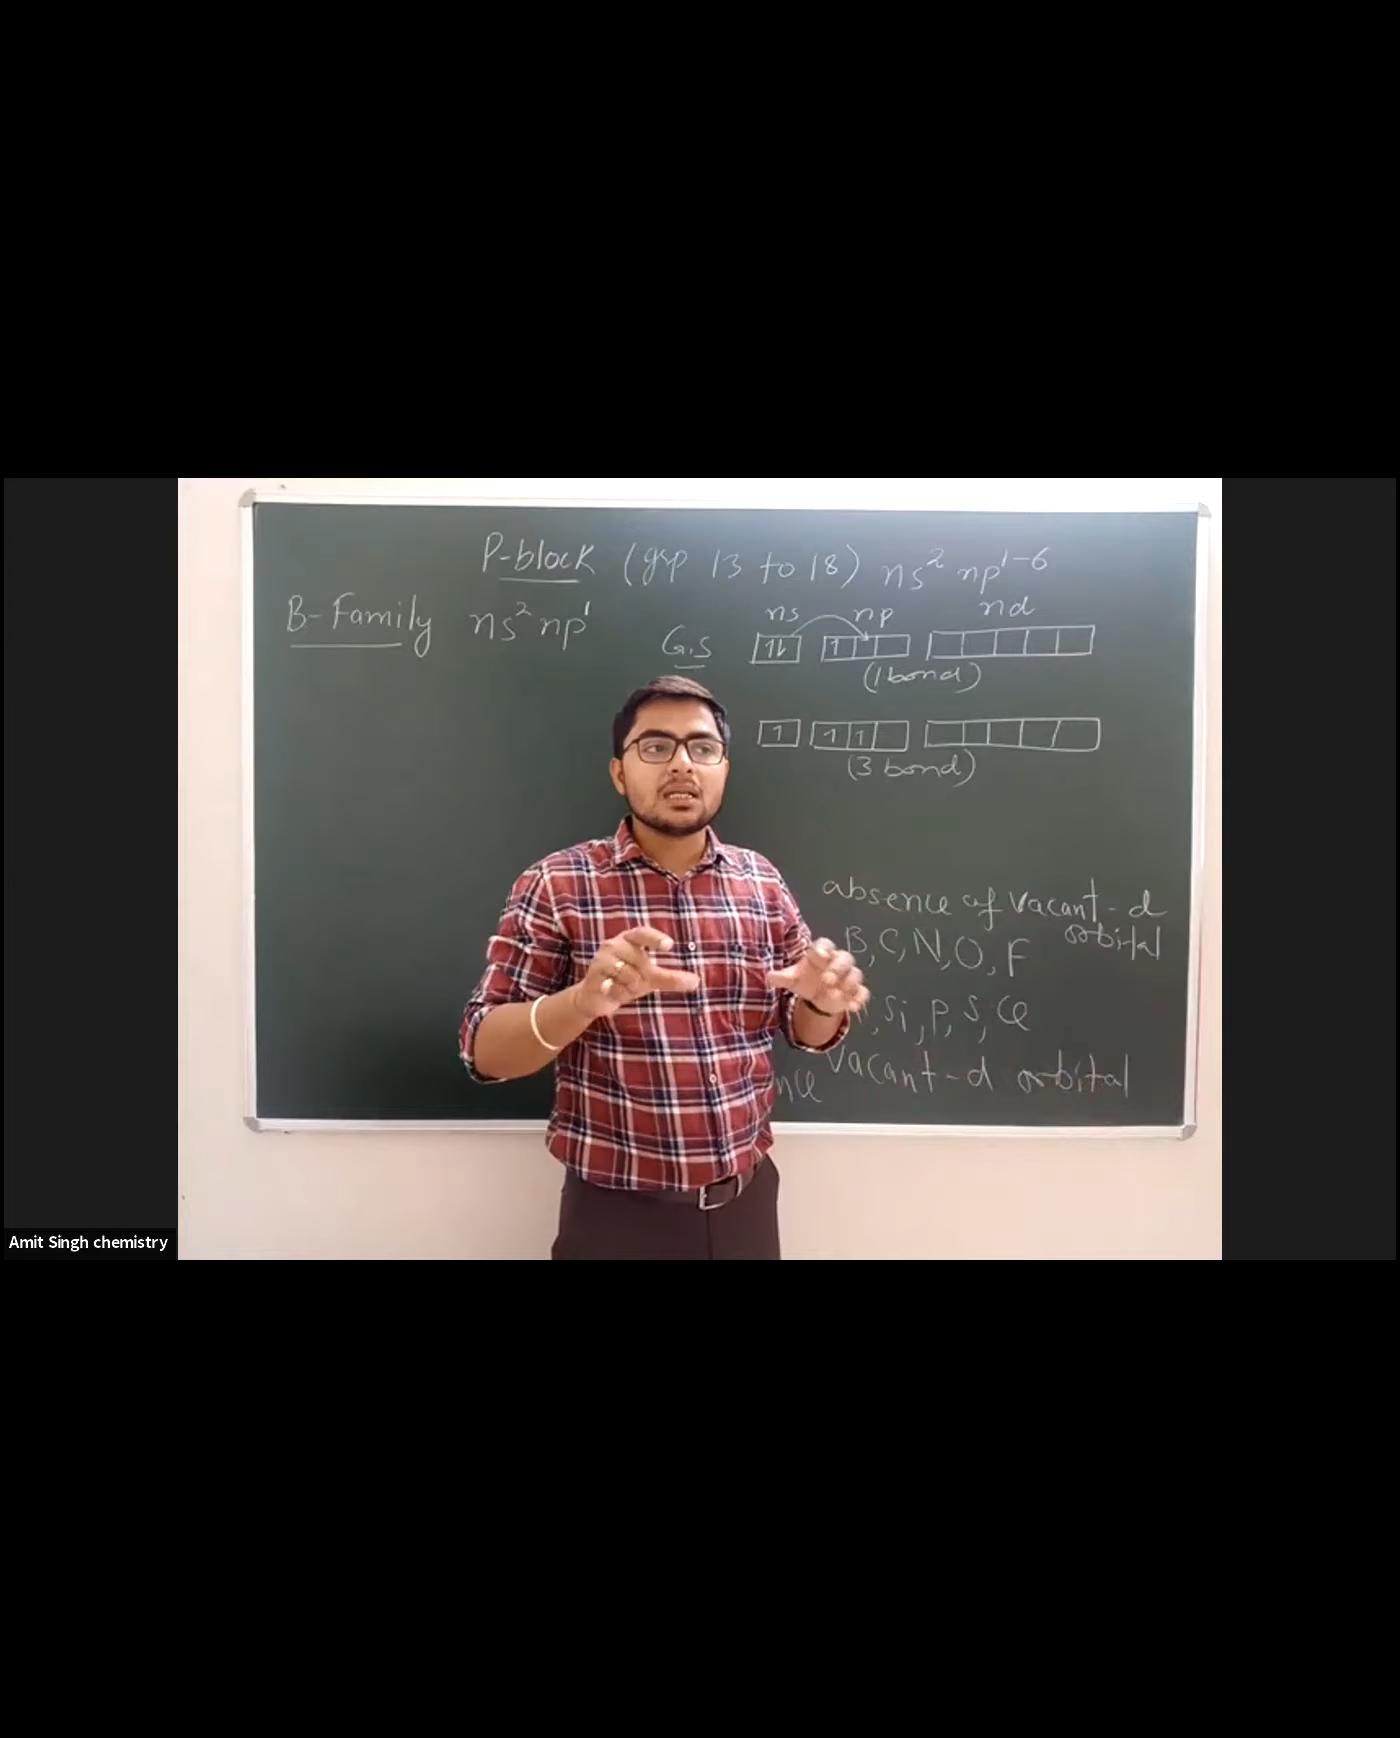 P-block (grp 13 to 18) ns² np¹⁻⁶
B-Family ns² np¹
ns np nd
G.S
1⇂ 1
(1 bond)
1 1 1
(3 bond)
absence of vacant-d
orbital
B, C, N, O, F
, Si, P, S, Cl
vacant-d orbital
Amit Singh chemistry